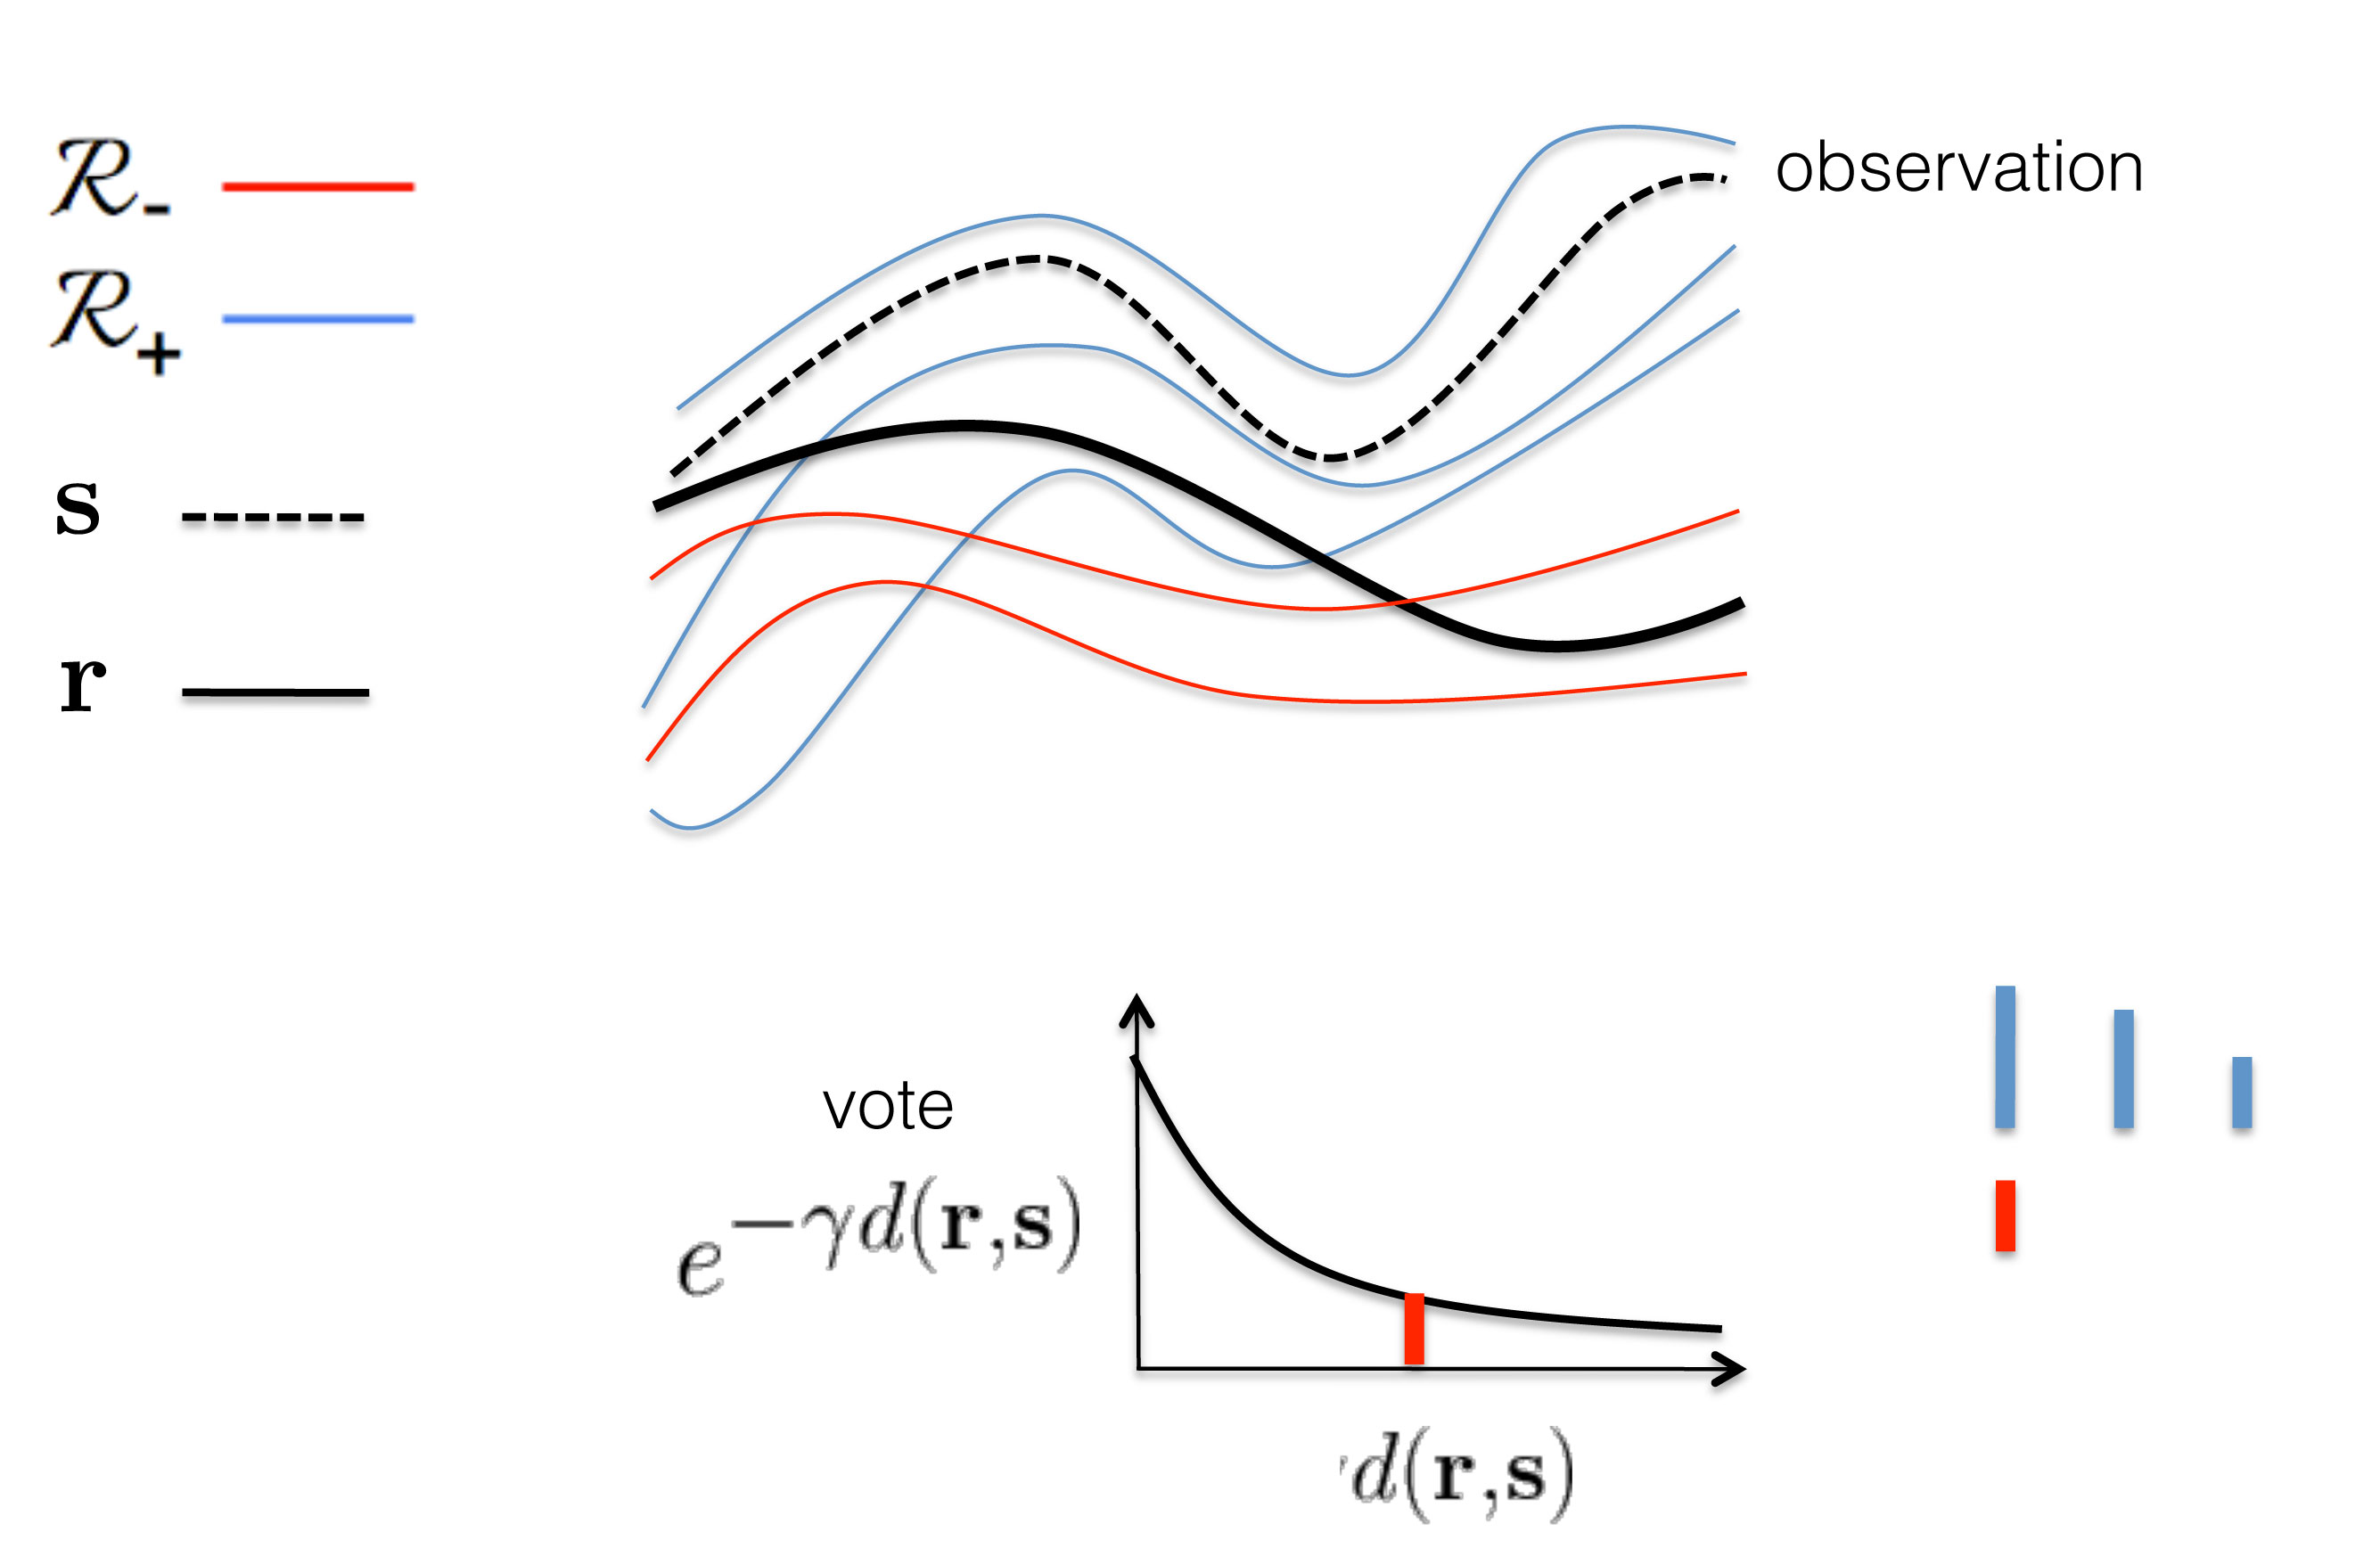 ℛ-
ℛ+
s
r
observation
vote
e^{−γd(r,s)}
d(r,s)